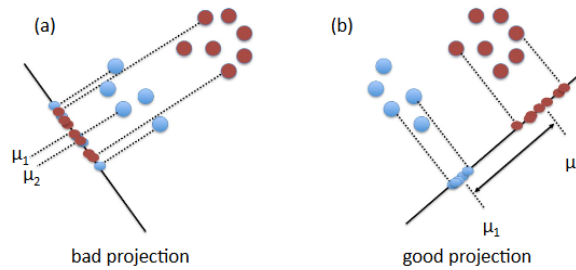 (a)
(b)
μ1
μ2
μ
μ1
bad projection
good projection